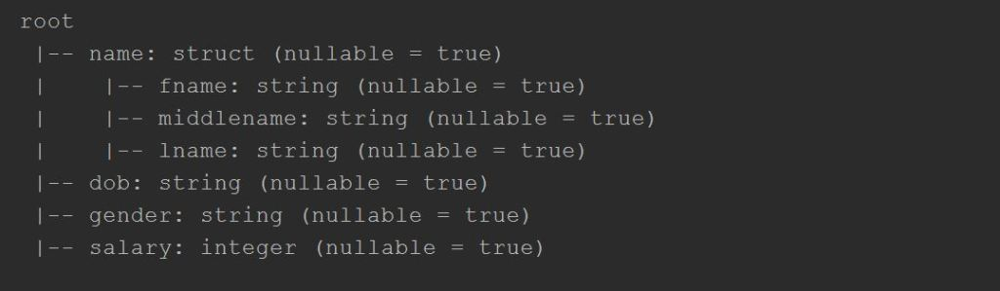 root
 |-- name: struct (nullable = true)
 |    |-- fname: string (nullable = true)
 |    |-- middlename: string (nullable = true)
 |    |-- lname: string (nullable = true)
 |-- dob: string (nullable = true)
 |-- gender: string (nullable = true)
 |-- salary: integer (nullable = true)